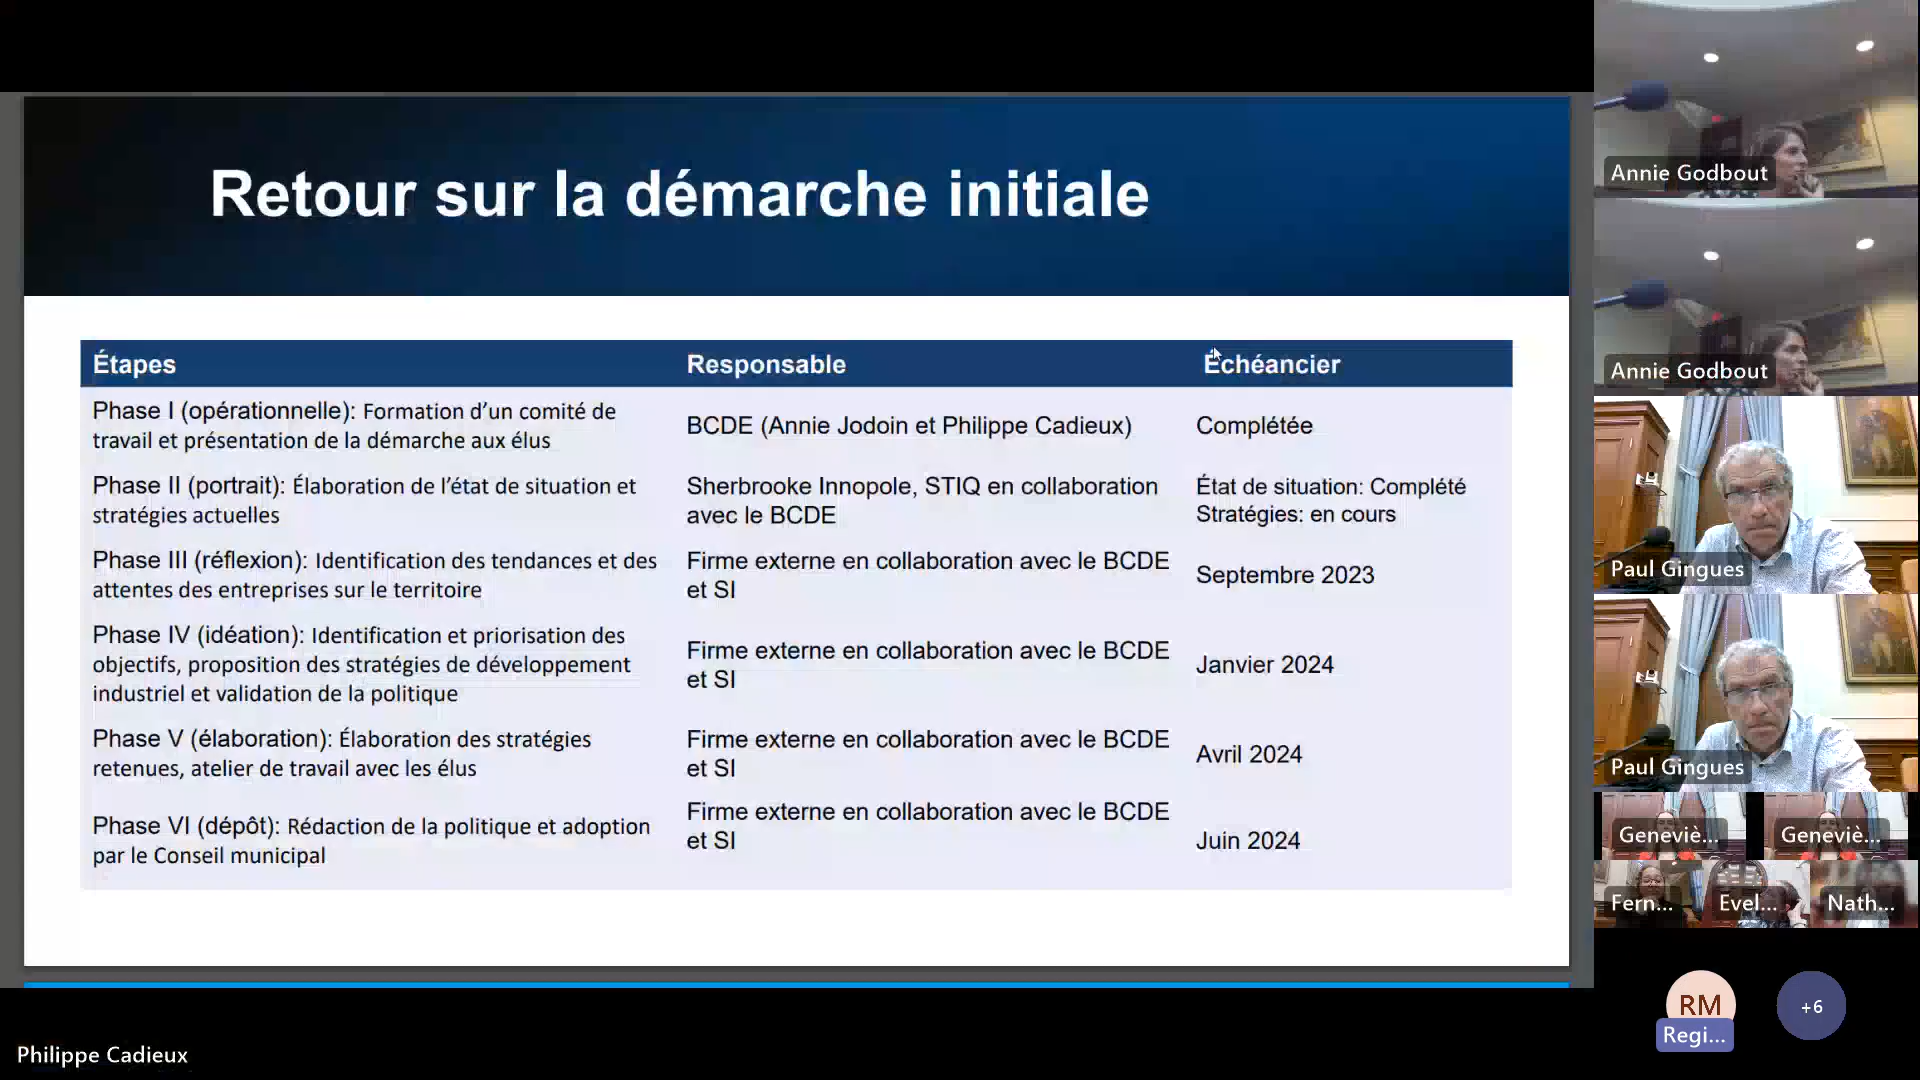 Retour sur la démarche initiale
Étapes
Responsable
Échéancier
Phase I (opérationnelle): Formation d’un comité de
travail et présentation de la démarche aux élus
BCDE (Annie Jodoin et Philippe Cadieux)
Complétée
Phase II (portrait): Élaboration de l’état de situation et
stratégies actuelles
Sherbrooke Innopole, STIQ en collaboration
avec le BCDE
État de situation: Complété
Stratégies: en cours
Phase III (réflexion): Identification des tendances et des
attentes des entreprises sur le territoire
Firme externe en collaboration avec le BCDE
et SI
Septembre 2023
Phase IV (idéation): Identification et priorisation des
objectifs, proposition des stratégies de développement
industriel et validation de la politique
Firme externe en collaboration avec le BCDE
et SI
Janvier 2024
Phase V (élaboration): Élaboration des stratégies
retenues, atelier de travail avec les élus
Firme externe en collaboration avec le BCDE
et SI
Avril 2024
Phase VI (dépôt): Rédaction de la politique et adoption
par le Conseil municipal
Firme externe en collaboration avec le BCDE
et SI
Juin 2024
Annie Godbout
Annie Godbout
Paul Gingues
Paul Gingues
Geneviè...
Geneviè...
Fern...
Evel...
Nath...
RM
Regi...
+6
Philippe Cadieux